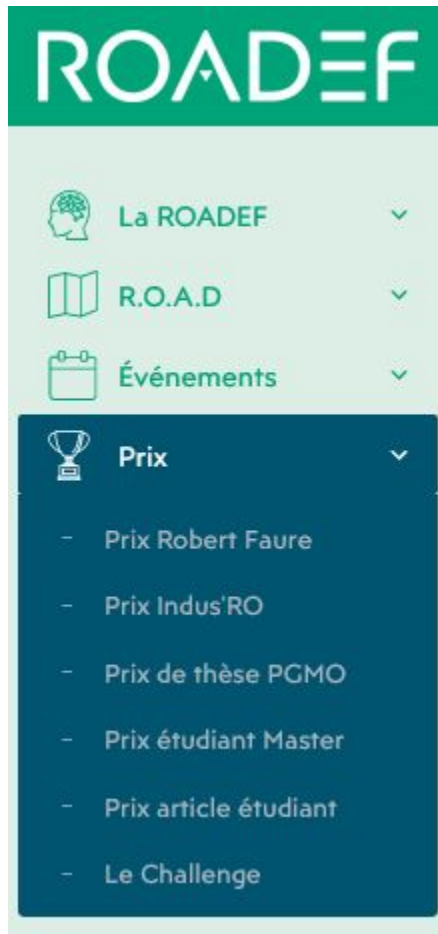 ROADEF
La ROADEF
R.O.A.D
Événements
Prix
- Prix Robert Faure
- Prix Indus'RO
- Prix de thèse PGMO
- Prix étudiant Master
- Prix article étudiant
- Le Challenge